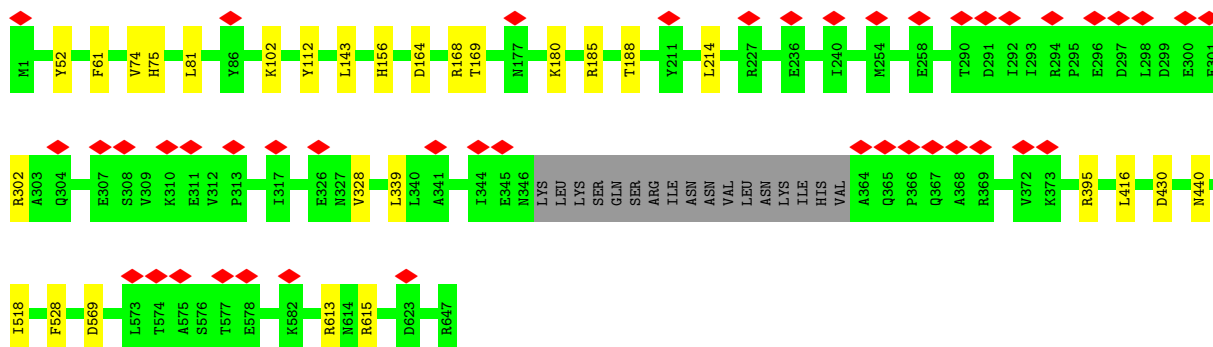 M1 Y52 F61 V74 H75 L81 Y86 K102 Y112 L143 H156 D164 R168 T169 N177 K180 R185 T188 Y211 L214 R227 E236 I240 M254 E258 T290 D291 I292 I293 R294 P295 E296 D297 L298 D299 E300
R302 A303 Q304 E307 S308 V309 K310 E311 V312 P313 I317 E326 N327 V328 L339 L340 A341 I344 E345 N346 LYS LEU LYS SER GLN SER ARG ILE ASN ASN VAL LEU ASN LYS ILE HIS VAL A364 Q365 P366 Q367 A368 R369 V372 K373 R395 L416 D430 N440
I518 F528 D569 L573 T574 A575 S576 T577 E578 K582 R613 N614 R615 D623 R647